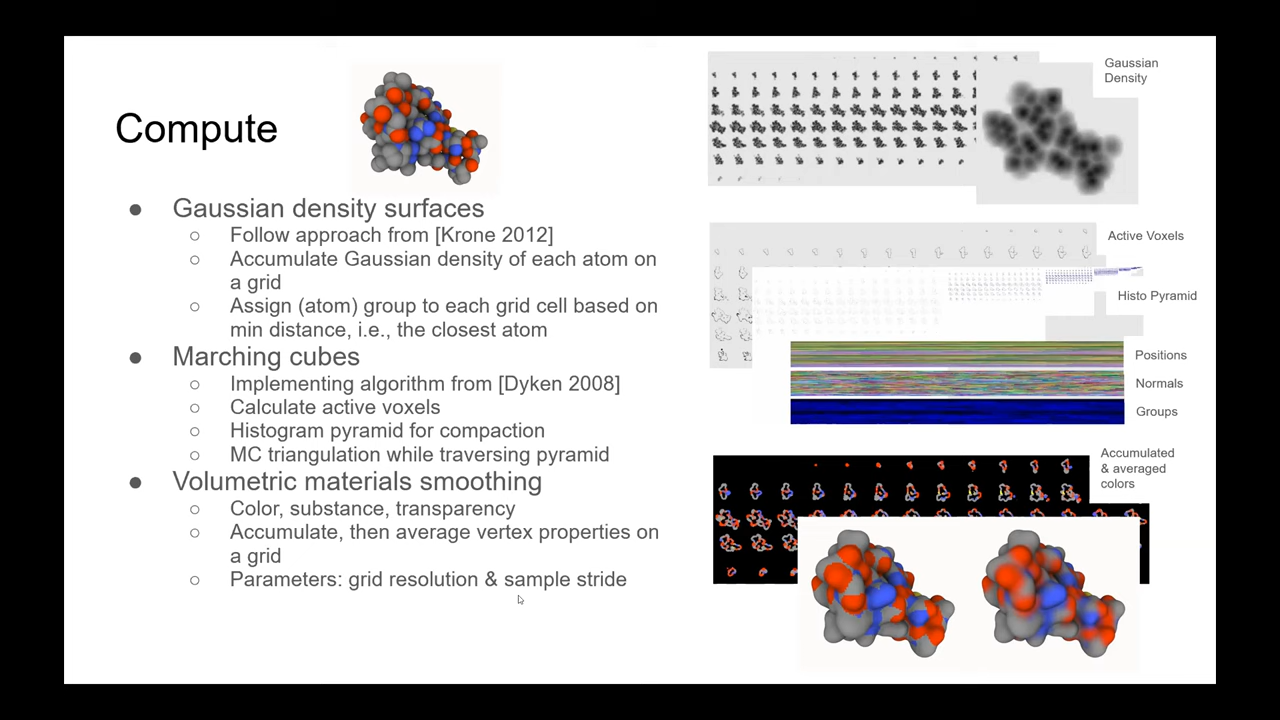 Compute
● Gaussian density surfaces
○ Follow approach from [Krone 2012]
○ Accumulate Gaussian density of each atom on
a grid
○ Assign (atom) group to each grid cell based on
min distance, i.e., the closest atom
● Marching cubes
○ Implementing algorithm from [Dyken 2008]
○ Calculate active voxels
○ Histogram pyramid for compaction
○ MC triangulation while traversing pyramid
● Volumetric materials smoothing
○ Color, substance, transparency
○ Accumulate, then average vertex properties on
a grid
○ Parameters: grid resolution & sample stride
Gaussian
Density
Active Voxels
Histo Pyramid
Positions
Normals
Groups
Accumulated
& averaged
colors